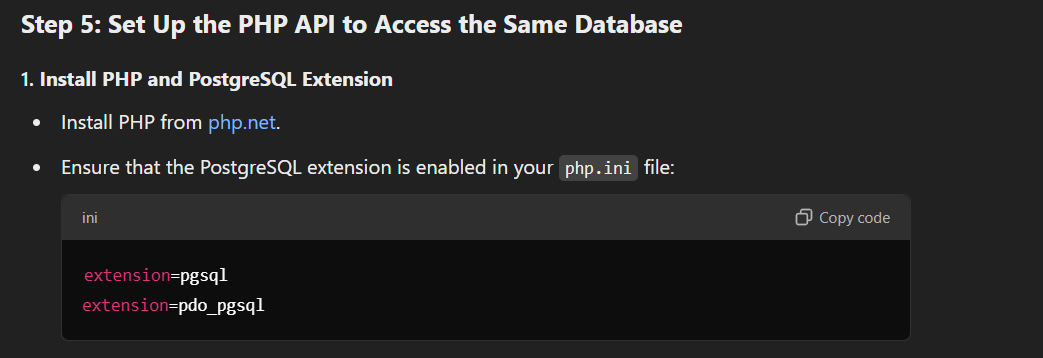 Step 5: Set Up the PHP API to Access the Same Database
1. Install PHP and PostgreSQL Extension
• Install PHP from php.net.
• Ensure that the PostgreSQL extension is enabled in your php.ini file:
ini Copy code
extension=pgsql
extension=pdo_pgsql